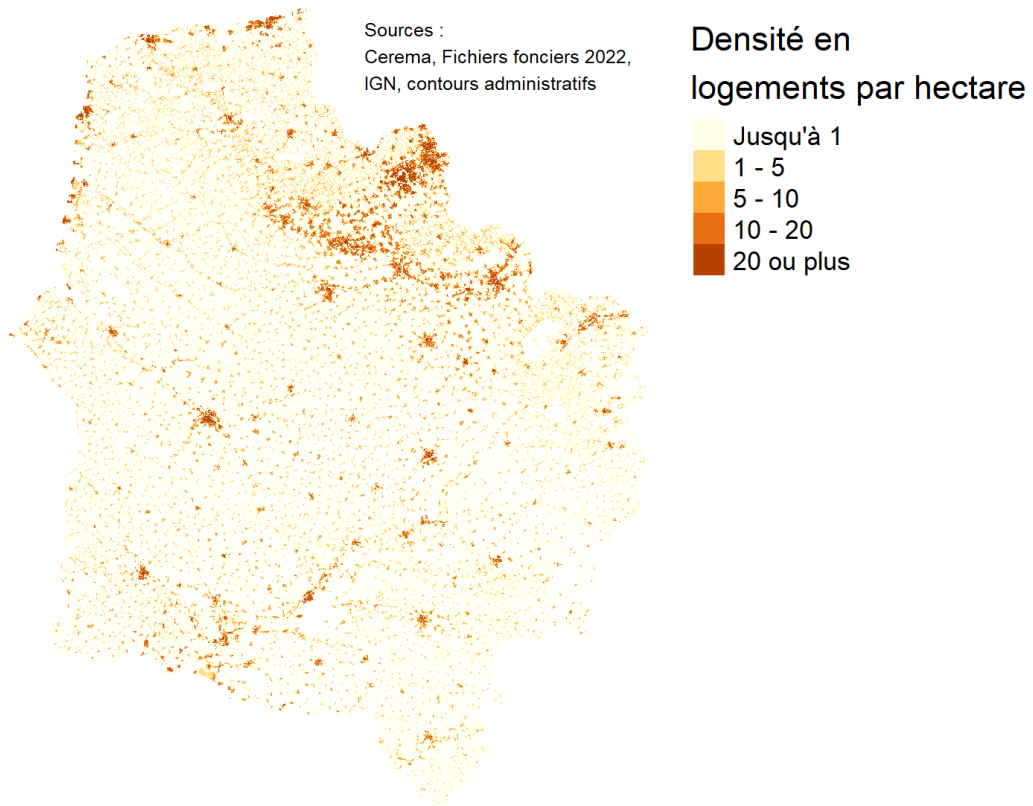 Sources :
Cerema, Fichiers fonciers 2022,
IGN, contours administratifs
Densité en
logements par hectare
Jusqu'à 1
1 - 5
5 - 10
10 - 20
20 ou plus